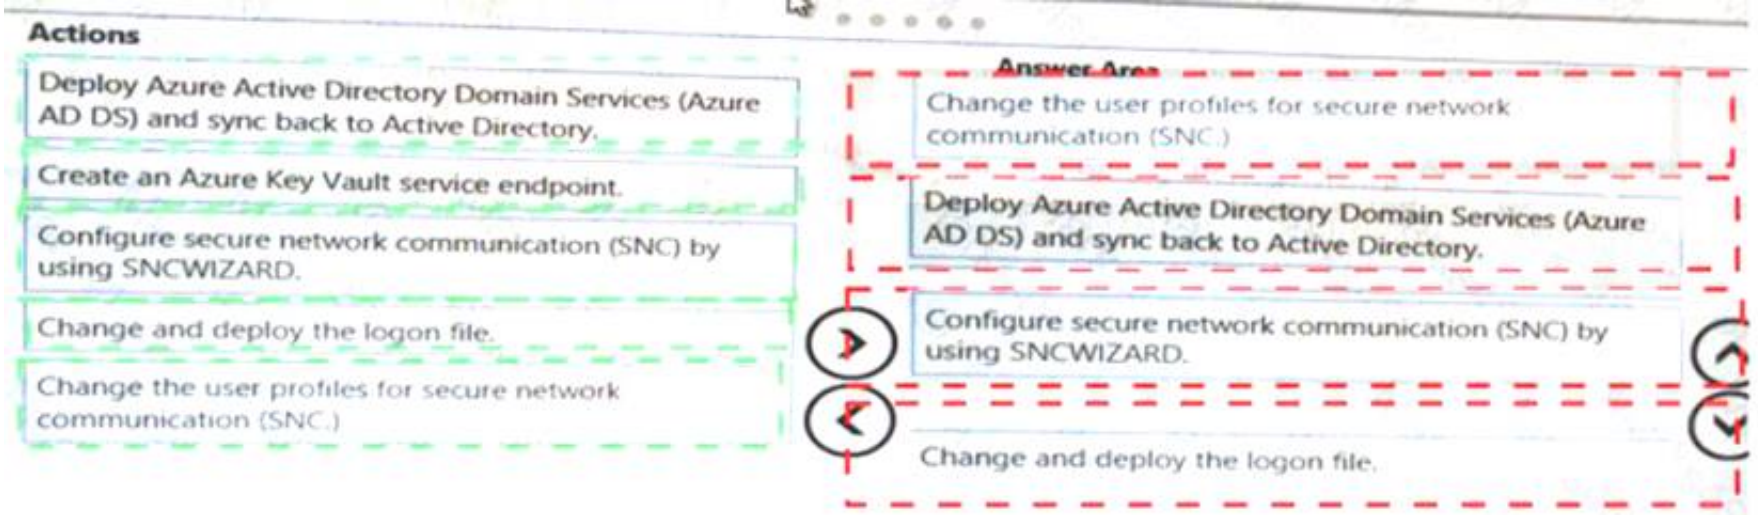 Actions
Deploy Azure Active Directory Domain Services (Azure
AD DS) and sync back to Active Directory.
Create an Azure Key Vault service endpoint.
Configure secure network communication (SNC) by
using SNCWIZARD.
Change and deploy the logon file.
Change the user profiles for secure network
communication (SNC.)
Answer Area
Change the user profiles for secure network
communication (SNC.)
Deploy Azure Active Directory Domain Services (Azure
AD DS) and sync back to Active Directory.
Configure secure network communication (SNC) by
using SNCWIZARD.
Change and deploy the logon file.